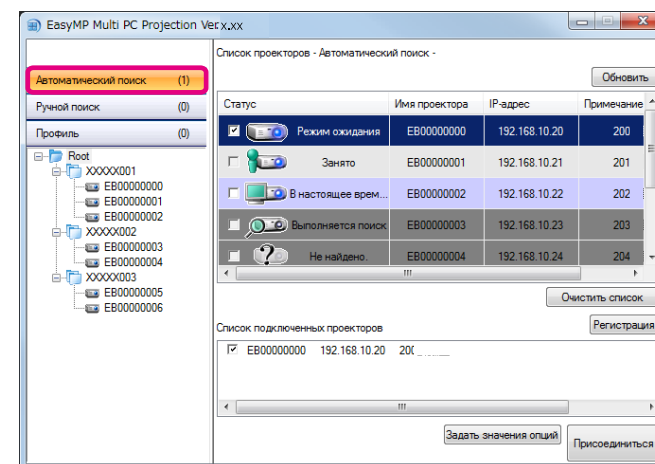 EasyMP Multi PC Projection Ver.x.xx
Список проекторов - Автоматический поиск -
Автоматический поиск (1)
Обновить
Ручной поиск (0)
Профиль (0)
Статус Имя проектора IP-адрес Примечание
Режим ожидания EB00000000 192.168.10.20 200
Занято EB00000001 192.168.10.21 201
В настоящее врем... EB00000002 192.168.10.22 202
Выполняется поиск EB00000003 192.168.10.23 203
Не найдено. EB00000004 192.168.10.24 204
Root
XXXXX001
EB00000000
EB00000001
EB00000002
XXXXX002
EB00000003
EB00000004
XXXXX003
EB00000005
EB00000006
Очистить список
Список подключенных проекторов
Регистрация
EB00000000 192.168.10.20
Задать значения опций
Присоединиться